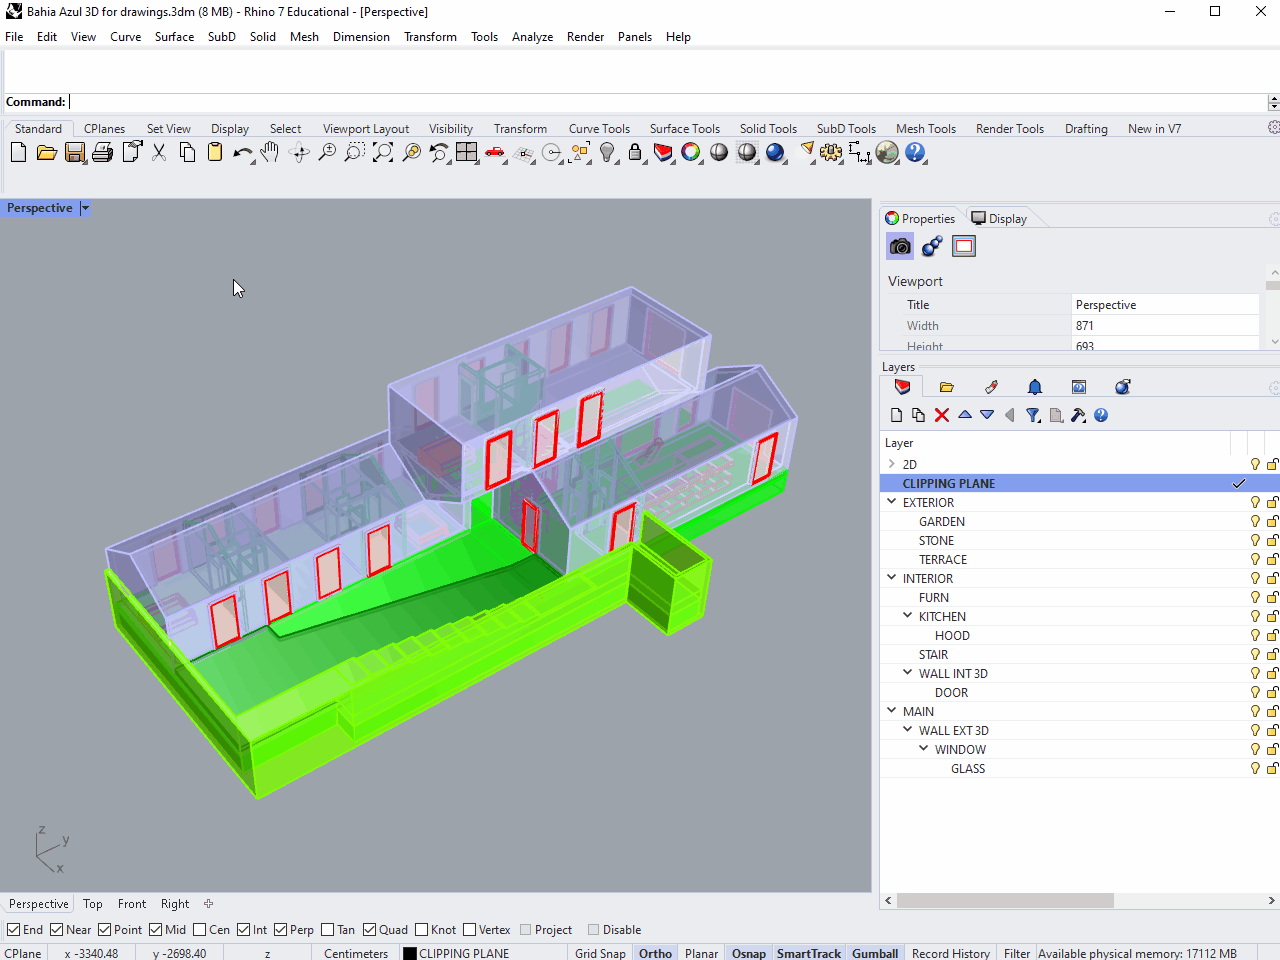 Bahia Azul 3D for drawings.3dm (8 MB) - Rhino 7 Educational - [Perspective]
File Edit View Curve Surface SubD Solid Mesh Dimension Transform Tools Analyze Render Panels Help
Command:
Standard CPlanes Set View Display Select Viewport Layout Visibility Transform Curve Tools Surface Tools Solid Tools SubD Tools Mesh Tools Render Tools Drafting New in V7
Perspective
Properties Display
Viewport
Title Perspective
Width 871
Height 693
Layers
Layer
2D
CLIPPING PLANE
EXTERIOR
GARDEN
STONE
TERRACE
INTERIOR
FURN
KITCHEN
HOOD
STAIR
WALL INT 3D
DOOR
MAIN
WALL EXT 3D
WINDOW
GLASS
z
y
x
Perspective Top Front Right
End Near Point Mid Cen Int Perp Tan Quad Knot Vertex Project Disable
CPlane x -3340.48 y -2698.40 z Centimeters CLIPPING PLANE Grid Snap Ortho Planar Osnap SmartTrack Gumball Record History Filter Available physical memory: 17112 MB